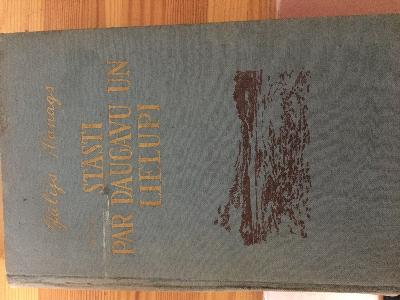 Jūlijs Vanags
STĀSTI
PAR DAUGAVU UN
LIELUPI